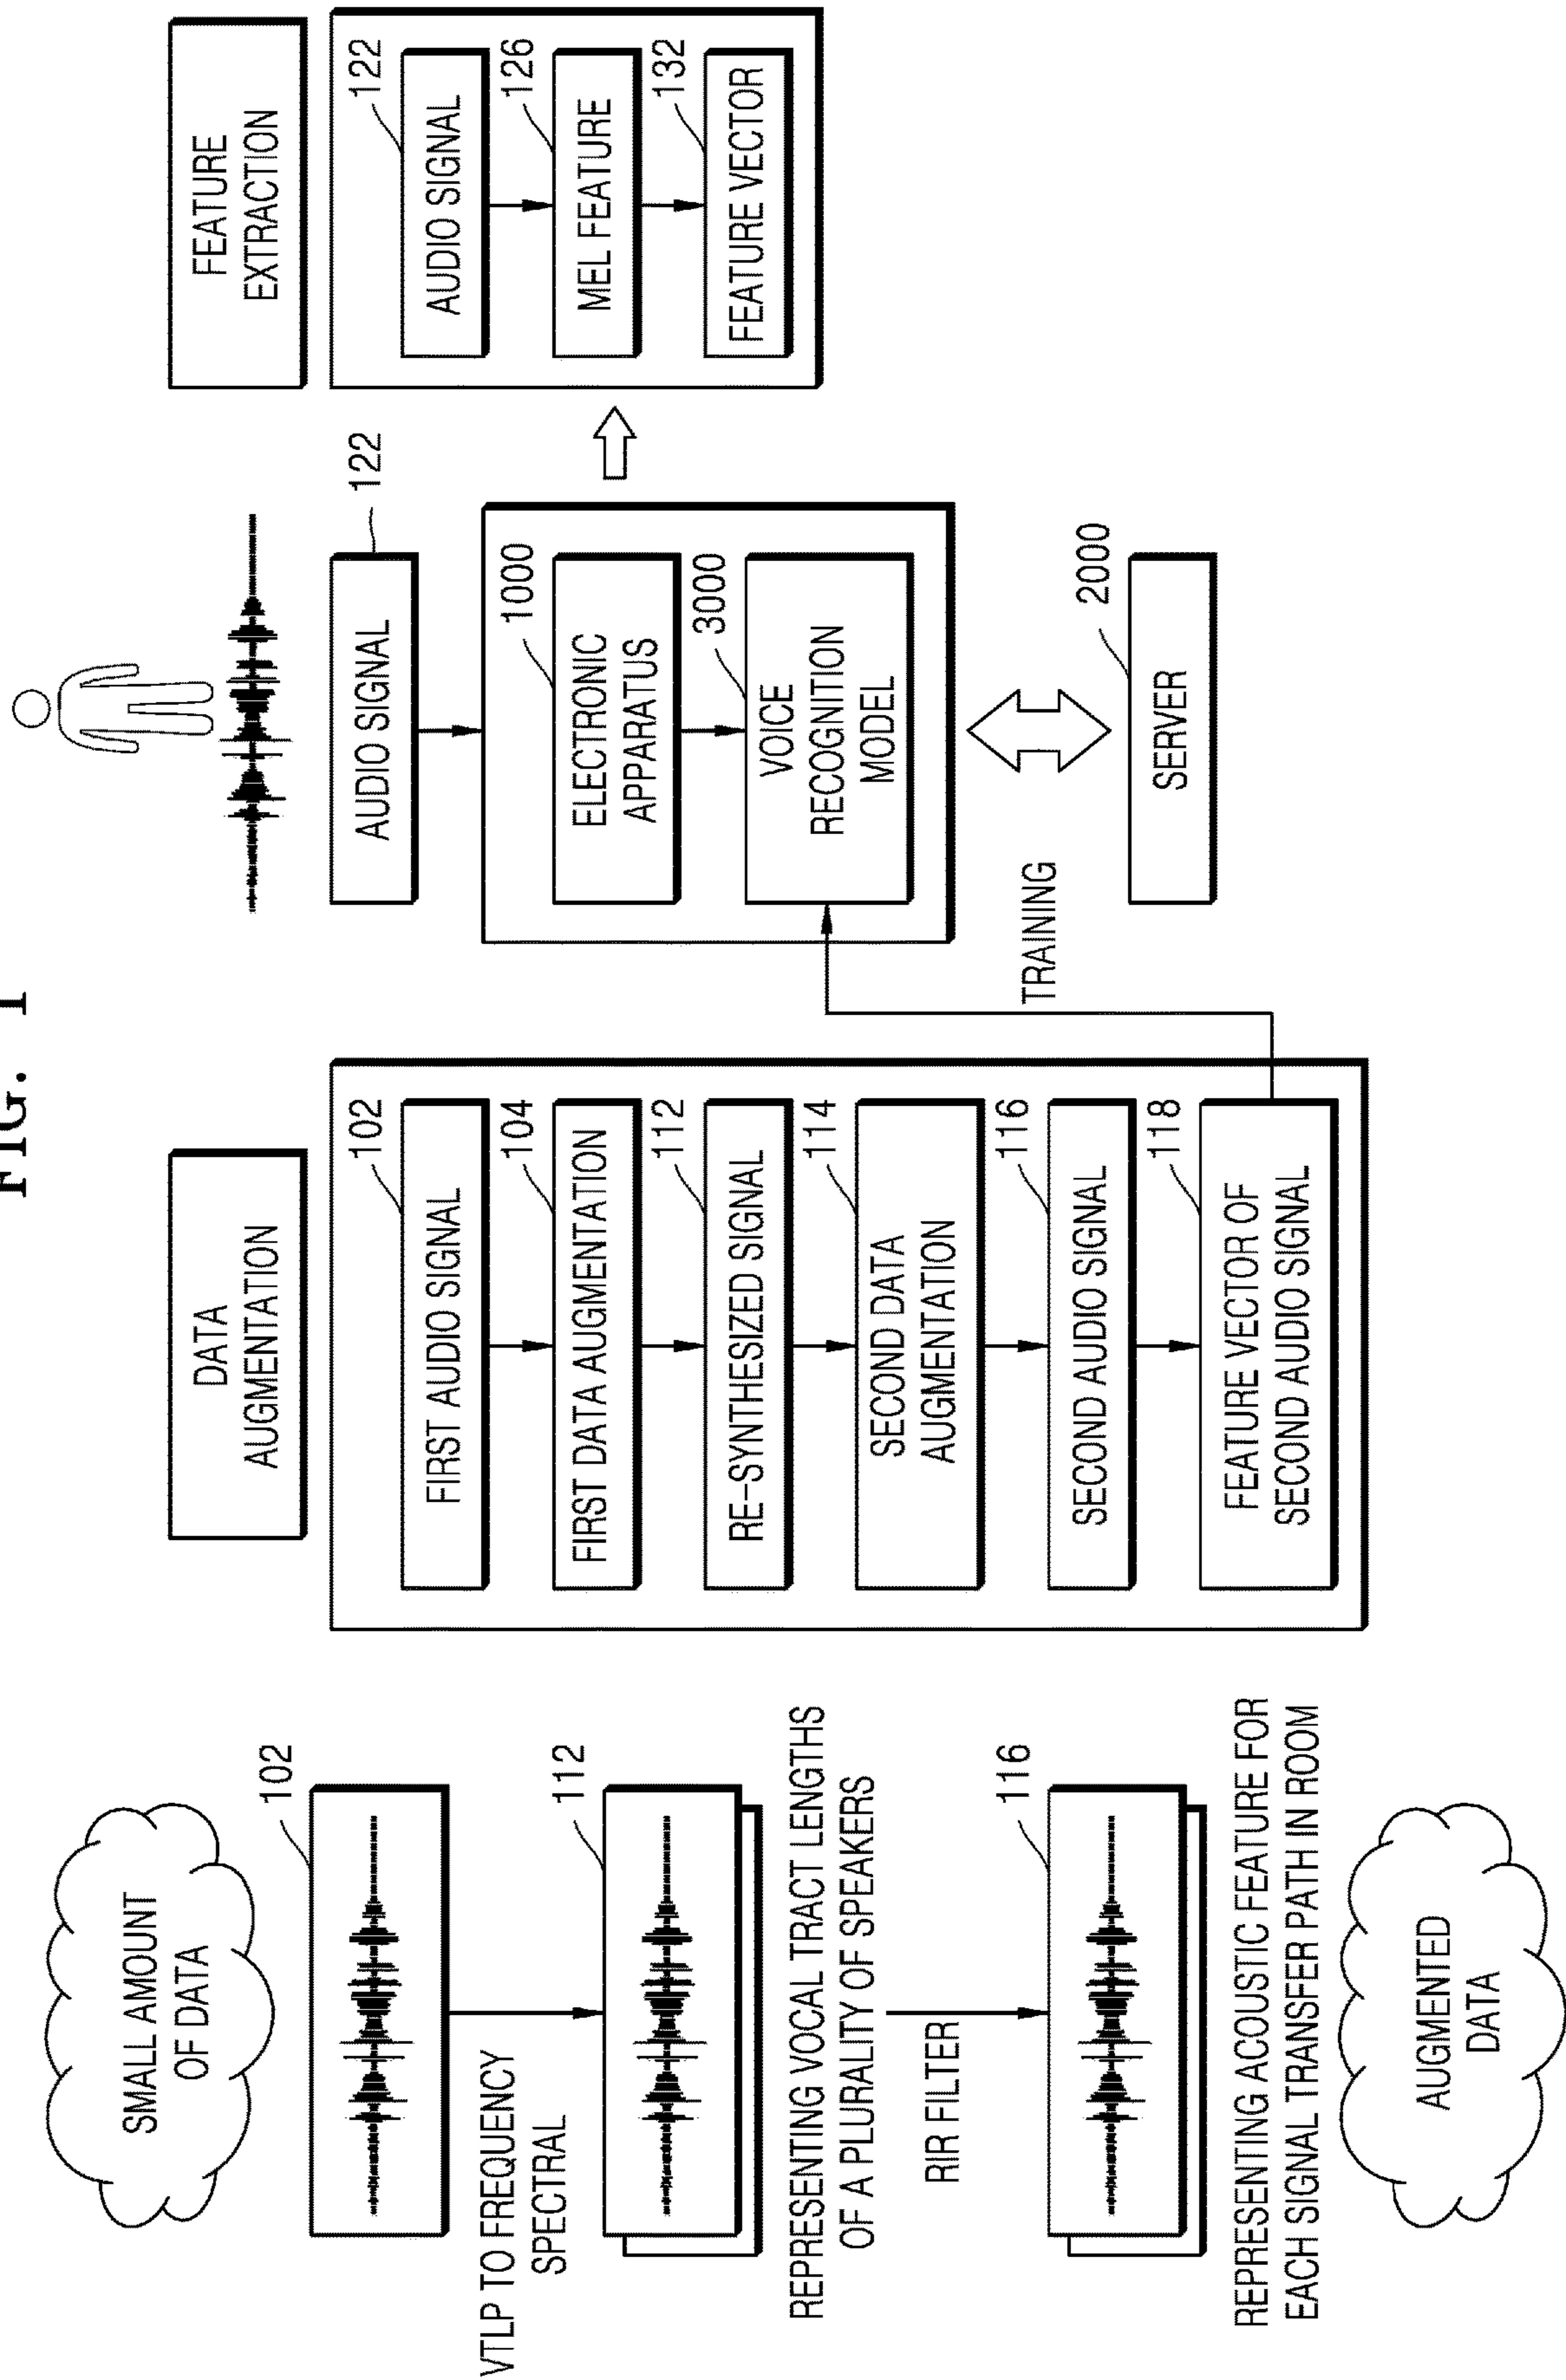 FIG. 1
SMALL AMOUNT
OF DATA
102
VTLP TO FREQUENCY
SPECTRAL
112
REPRESENTING VOCAL TRACT LENGTHS
OF A PLURALITY OF SPEAKERS
RIR FILTER
116
REPRESENTING ACOUSTIC FEATURE FOR
EACH SIGNAL TRANSFER PATH IN ROOM
AUGMENTED
DATA
DATA
AUGMENTATION
102
FIRST AUDIO SIGNAL
104
FIRST DATA AUGMENTATION
112
RE-SYNTHESIZED SIGNAL
114
SECOND DATA
AUGMENTATION
116
SECOND AUDIO SIGNAL
118
FEATURE VECTOR OF
SECOND AUDIO SIGNAL
TRAINING
122
AUDIO SIGNAL
1000
ELECTRONIC
APPARATUS
3000
VOICE
RECOGNITION
MODEL
2000
SERVER
FEATURE
EXTRACTION
122
AUDIO SIGNAL
126
MEL FEATURE
132
FEATURE VECTOR